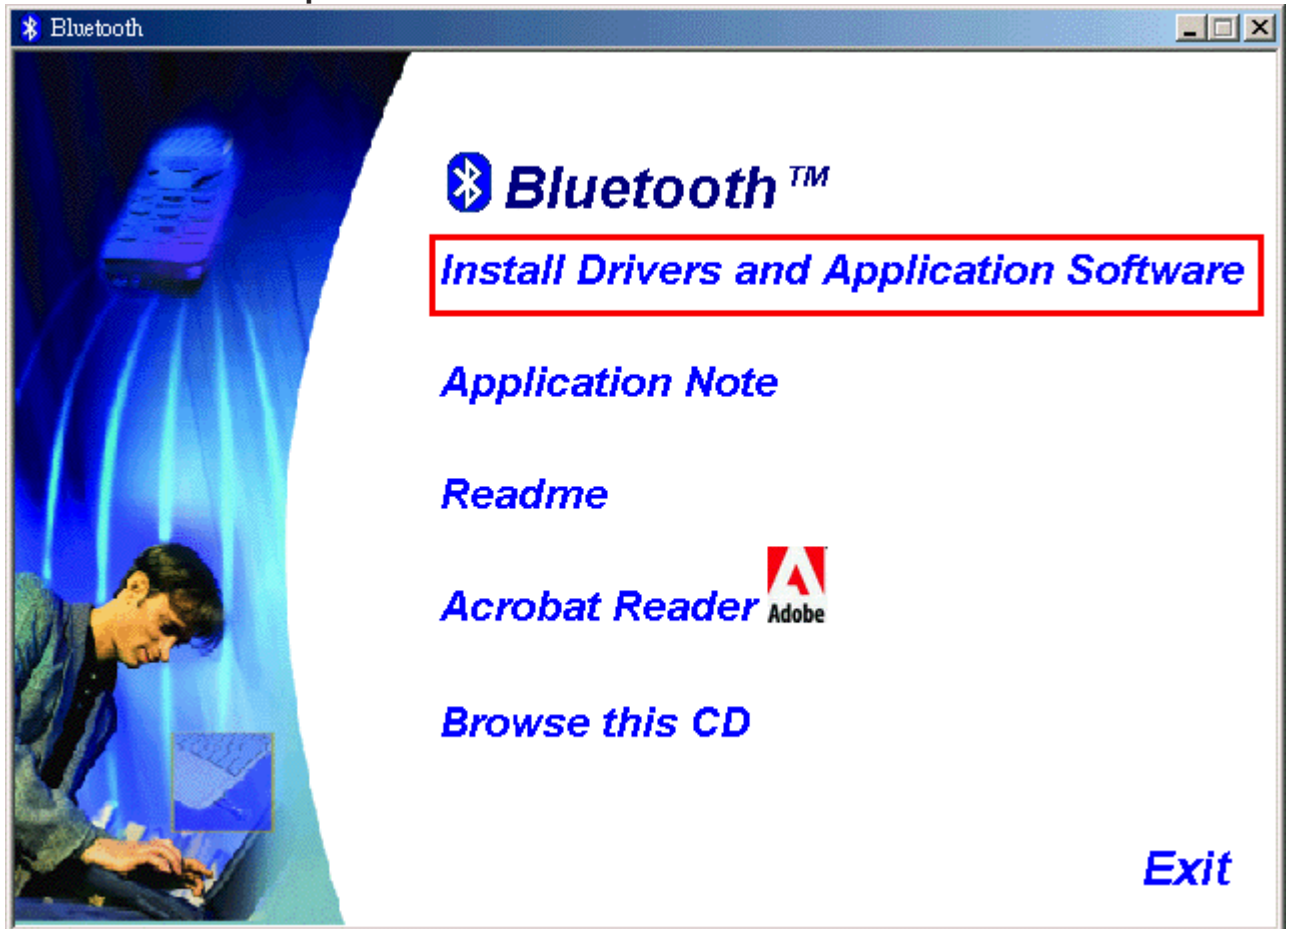 Bluetooth
Bluetooth™
Install Drivers and Application Software
Application Note
Readme
Acrobat Reader
Adobe
Browse this CD
Exit